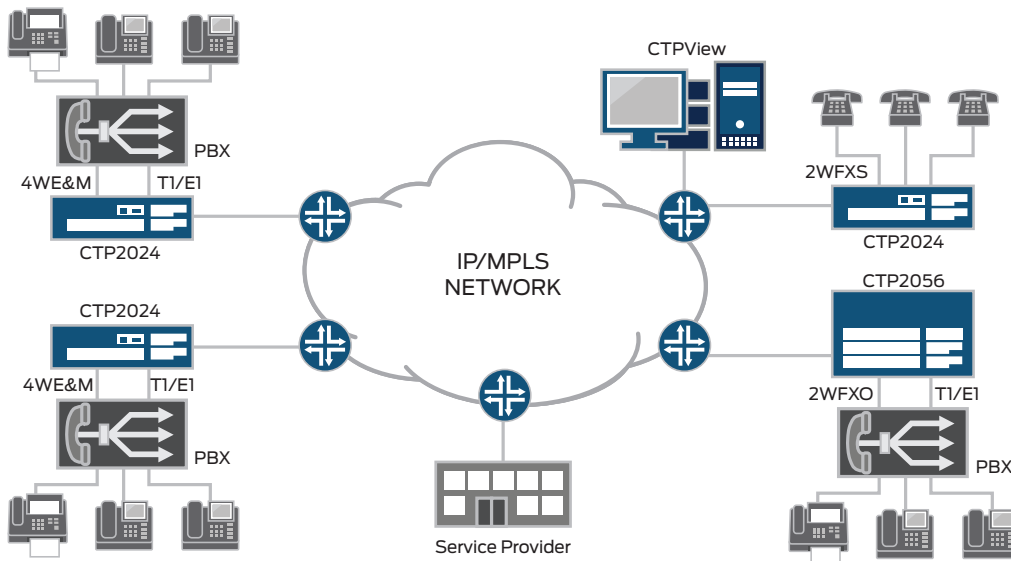 CTPView
PBX
4WE&M
T1/E1
2WFXS
CTP2024
CTP2024
IP/MPLS
NETWORK
CTP2024
CTP2056
4WE&M
T1/E1
2WFXO
T1/E1
PBX
PBX
Service Provider